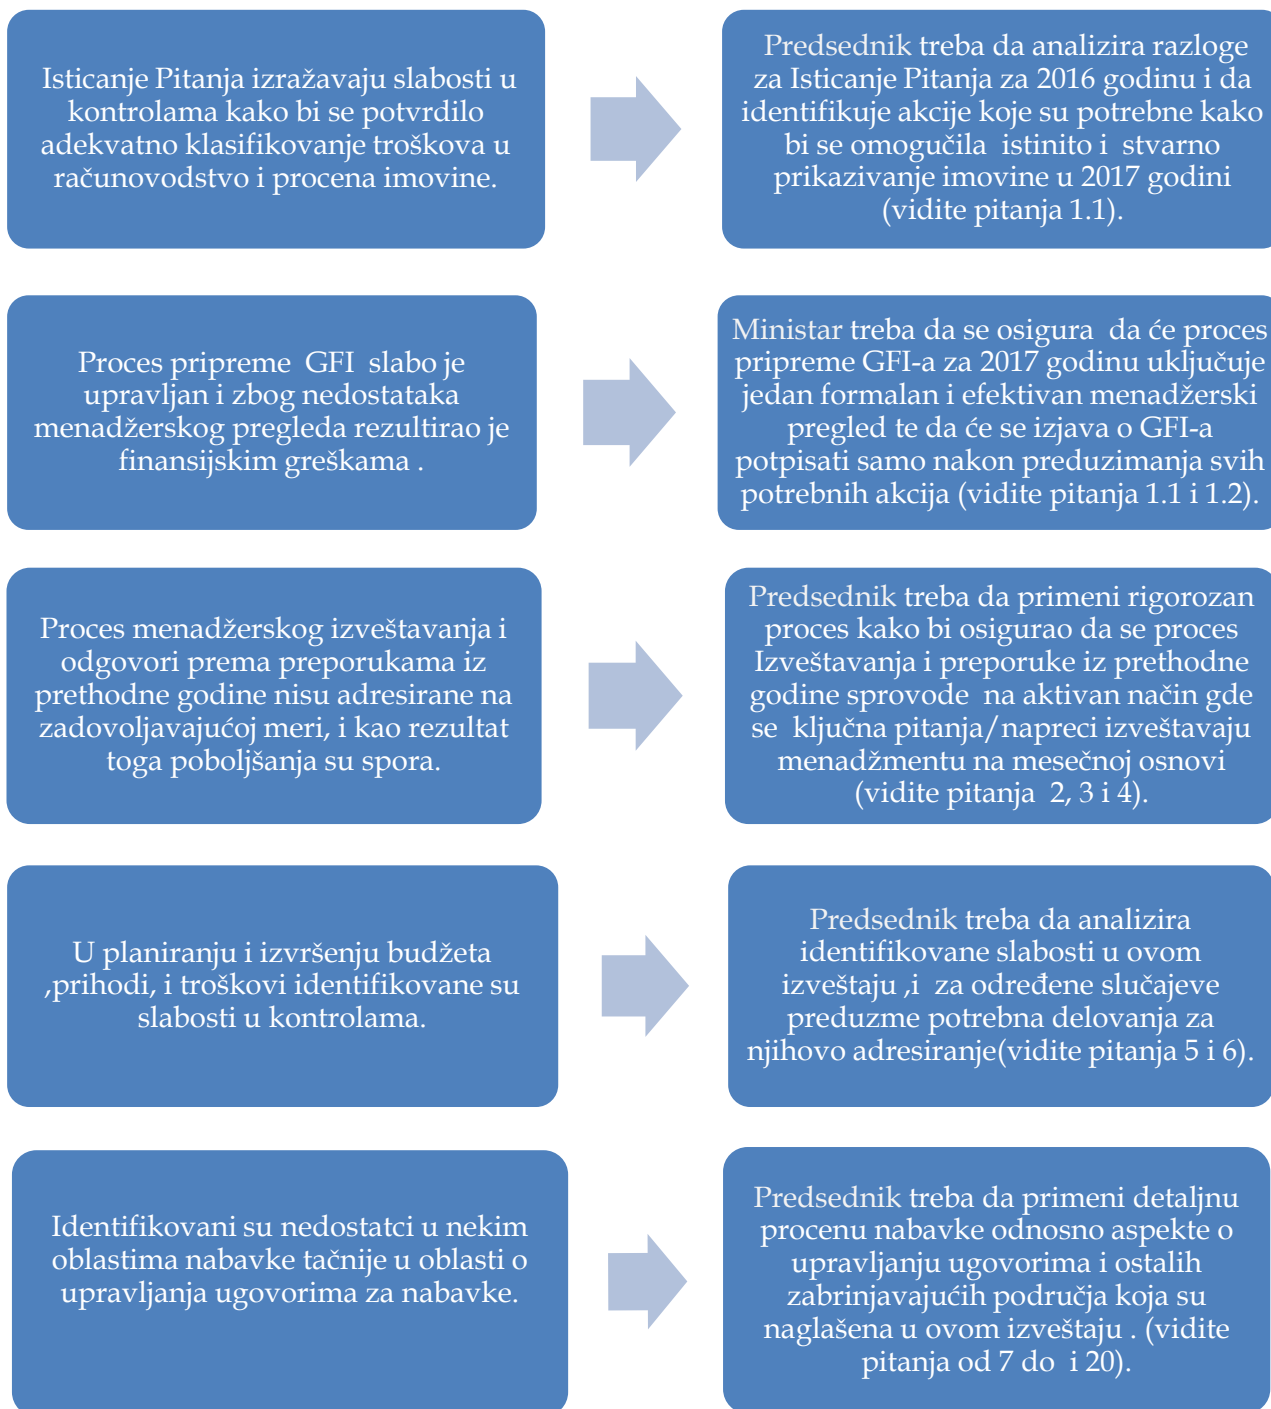 Isticanje Pitanja izražavaju slabosti u
kontrolama kako bi se potvrdilo
adekvatno klasifikovanje troškova u
računovodstvo i procena imovine.
Predsednik treba da analizira razloge
za Isticanje Pitanja za 2016 godinu i da
identifikuje akcije koje su potrebne kako
bi se omogučila istinito i stvarno
prikazivanje imovine u 2017 godini
(vidite pitanja 1.1).
Proces pripreme GFI slabo je
upravljan i zbog nedostataka
menadžerskog pregleda rezultirao je
finansijskim greškama .
Ministar treba da se osigura da će proces
pripreme GFI-a za 2017 godinu uključuje
jedan formalan i efektivan menadžerski
pregled te da će se izjava o GFI-a
potpisati samo nakon preduzimanja svih
potrebnih akcija (vidite pitanja 1.1 i 1.2).
Proces menadžerskog izveštavanja i
odgovori prema preporukama iz
prethodne godine nisu adresirane na
zadovoljavajućoj meri, i kao rezultat
toga poboljšanja su spora.
Predsednik treba da primeni rigorozan
proces kako bi osigurao da se proces
Izveštavanja i preporuke iz prethodne
godine sprovode na aktivan način gde
se ključna pitanja/napreci izveštavaju
menadžmentu na mesečnoj osnovi
(vidite pitanja 2, 3 i 4).
U planiranju i izvršenju budžeta
,prihodi, i troškovi identifikovane su
slabosti u kontrolama.
Predsednik treba da analizira
identifikovane slabosti u ovom
izveštaju ,i za određene slučajeve
preduzme potrebna delovanja za
njihovo adresiranje(vidite pitanja 5 i 6).
Identifikovani su nedostatci u nekim
oblastima nabavke tačnije u oblasti o
upravljanja ugovorima za nabavke.
Predsednik treba da primeni detaljnu
procenu nabavke odnosno aspekte o
upravljanju ugovorima i ostalih
zabrinjavajućih područja koja su
naglašena u ovom izveštaju . (vidite
pitanja od 7 do i 20).